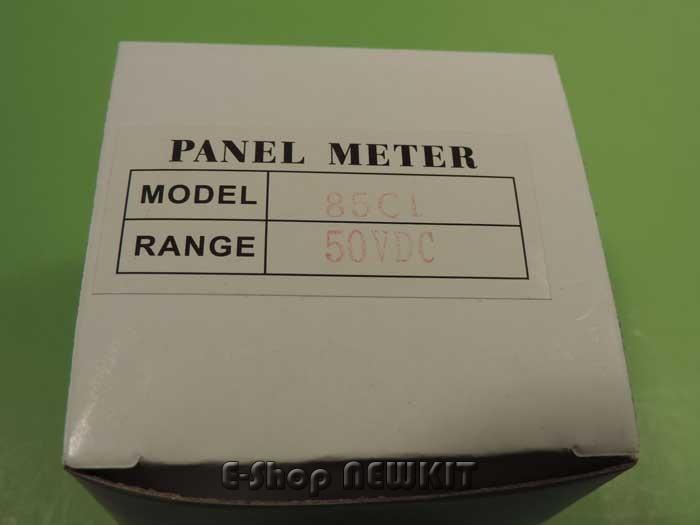 PANEL METER
MODEL 85C1
RANGE 50VDC
E-Shop NEWKIT